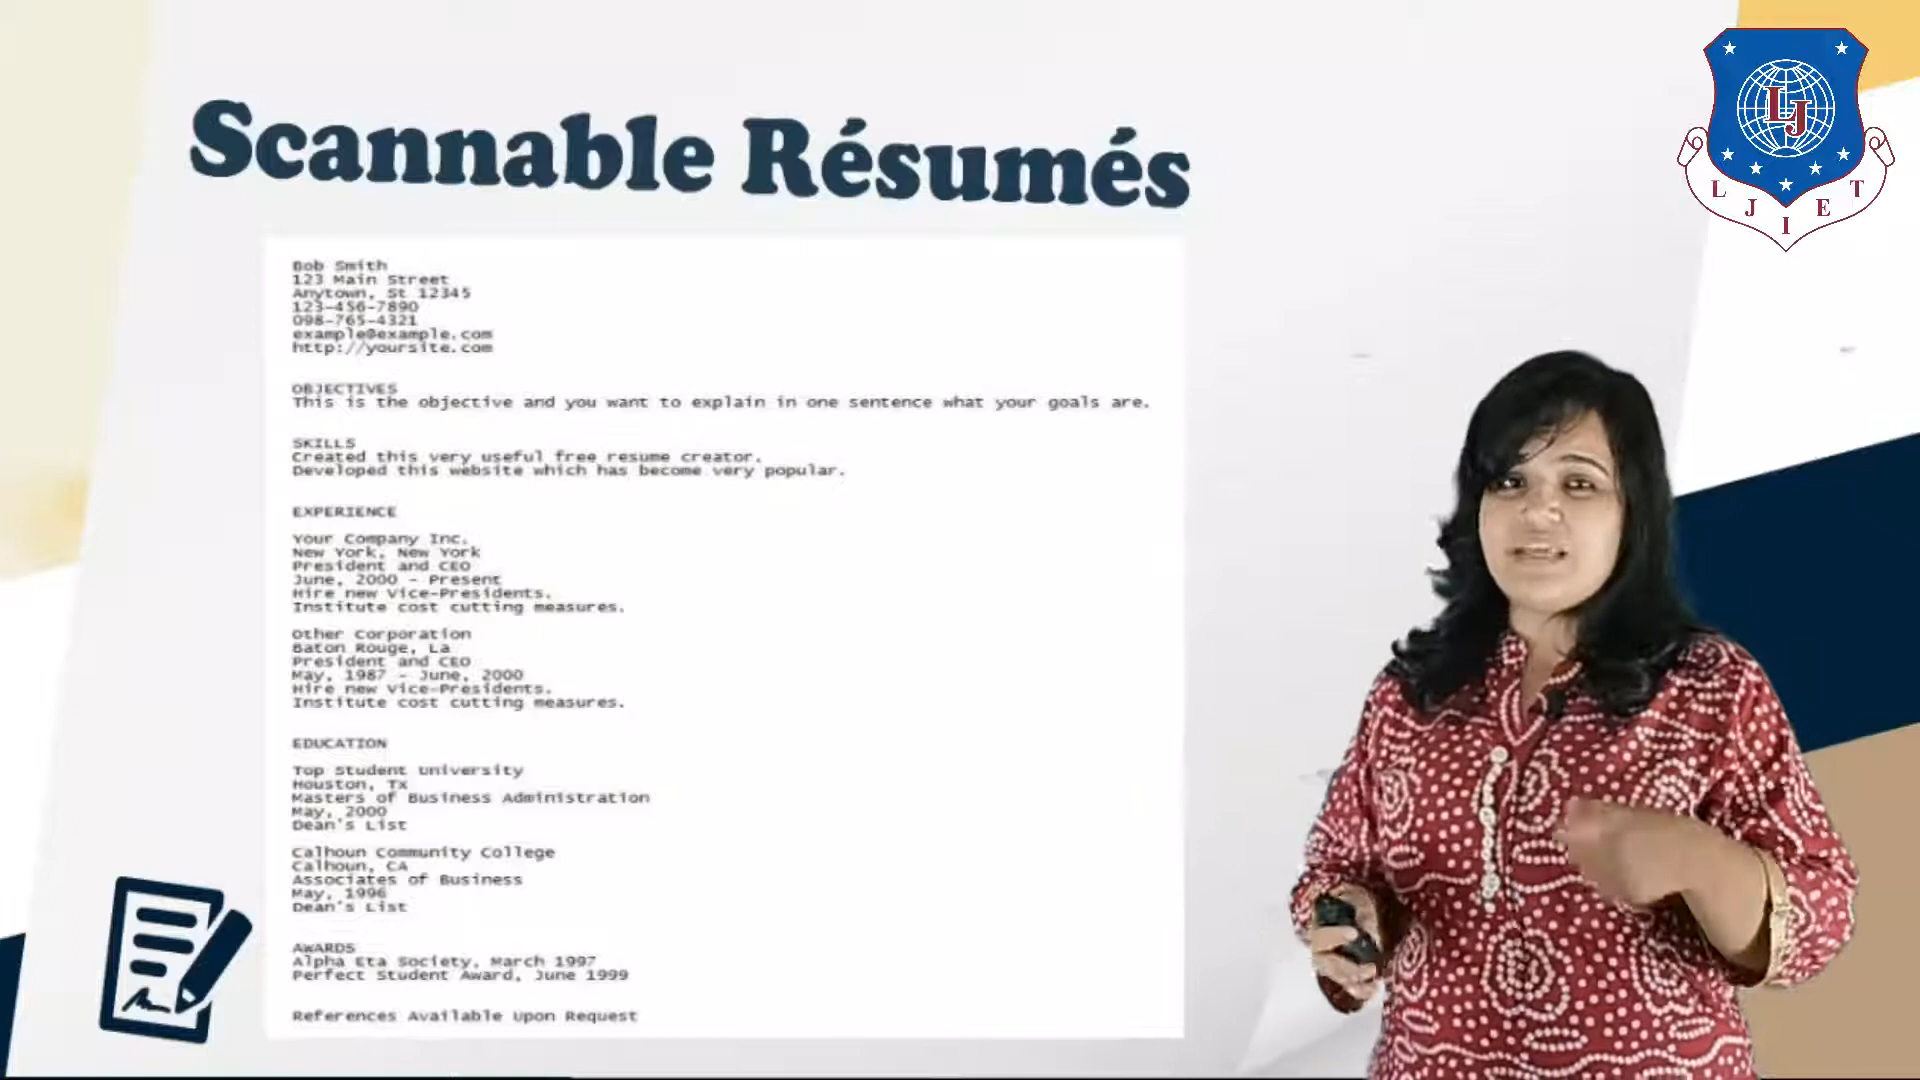 Scannable Résumés
Bob Smith
123 Main Street
Anytown, St 12345
123-456-7890
098-765-4321
example@example.com
http://yoursite.com
OBJECTIVES
This is the objective and you want to explain in one sentence what your goals are.
SKILLS
Created this very useful free resume creator.
Developed this website which has become very popular.
EXPERIENCE
Your Company Inc.
New York, New York
President and CEO
June, 2000 - Present
Hire new Vice-Presidents.
Institute cost cutting measures.
Other Corporation
Baton Rouge, La
President and CEO
May, 1987 - June, 2000
Hire new Vice-Presidents.
Institute cost cutting measures.
EDUCATION
Top Student University
Houston, Tx
Masters of Business Administration
May, 2000
Dean's List
Calhoun Community College
Calhoun, CA
Associates of Business
May, 1996
Dean's List
AWARDS
Alpha Eta Society, March 1997
Perfect Student Award, June 1999
References Available Upon Request
LJ
L J I E T